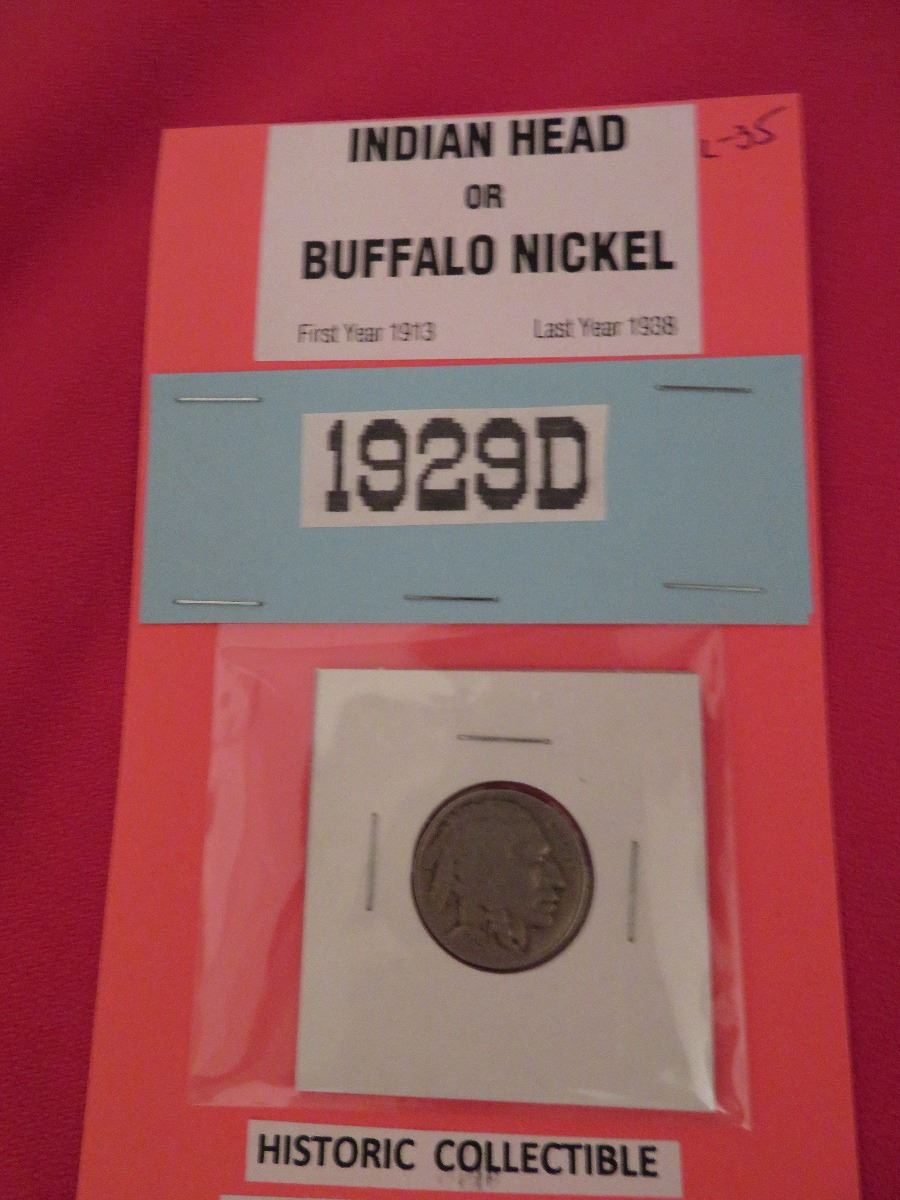 INDIAN HEAD
OR
BUFFALO NICKEL
First Year 1913 Last Year 1938
1929D
HISTORIC COLLECTIBLE